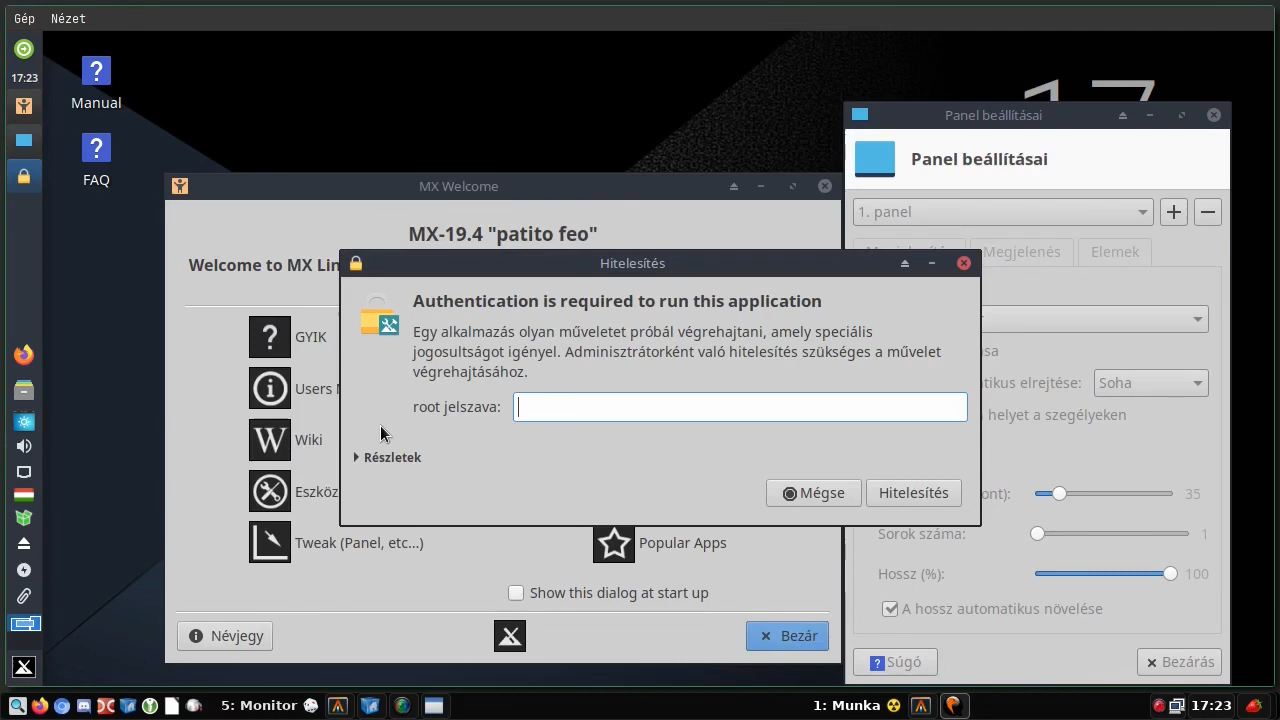 Gép Nézet
17:23
Manual
FAQ
17
Panel beállításai
Panel beállításai
1. panel
Megjelenés
Elemek
MX Welcome
MX-19.4 "patito feo"
Welcome to MX Lin
Hitelesítés
Authentication is required to run this application
Egy alkalmazás olyan műveletet próbál végrehajtani, amely speciális
jogosultságot igényel. Adminisztrátorként való hitelesítés szükséges a művelet
végrehajtásához.
root jelszava:
Részletek
Mégse
Hitelesítés
GYIK
Users
Wiki
Eszköz
Tweak (Panel, etc...)
Popular Apps
Show this dialog at start up
Névjegy
Bezár
elrejtése:
Soha
helyet a szegélyeken
35
Sorok száma:
1
Hossz (%):
100
A hossz automatikus növelése
Súgó
Bezárás
5: Monitor
1: Munka
17:23